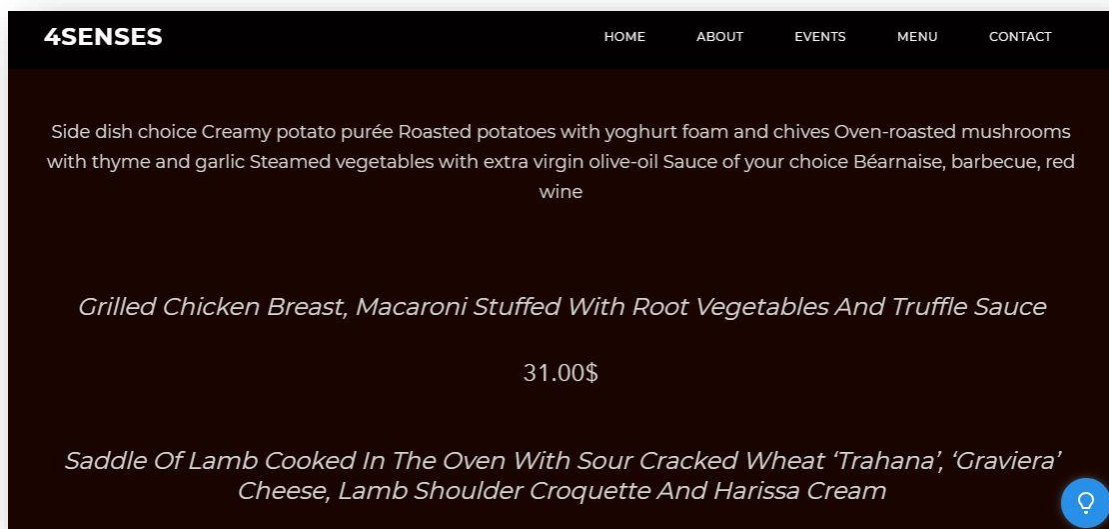 4SENSES
HOME ABOUT EVENTS MENU CONTACT
Side dish choice Creamy potato purée Roasted potatoes with yoghurt foam and chives Oven-roasted mushrooms
with thyme and garlic Steamed vegetables with extra virgin olive-oil Sauce of your choice Béarnaise, barbecue, red
wine
Grilled Chicken Breast, Macaroni Stuffed With Root Vegetables And Truffle Sauce
31.00$
Saddle Of Lamb Cooked In The Oven With Sour Cracked Wheat ‘Trahana’, ‘Graviera’
Cheese, Lamb Shoulder Croquette And Harissa Cream